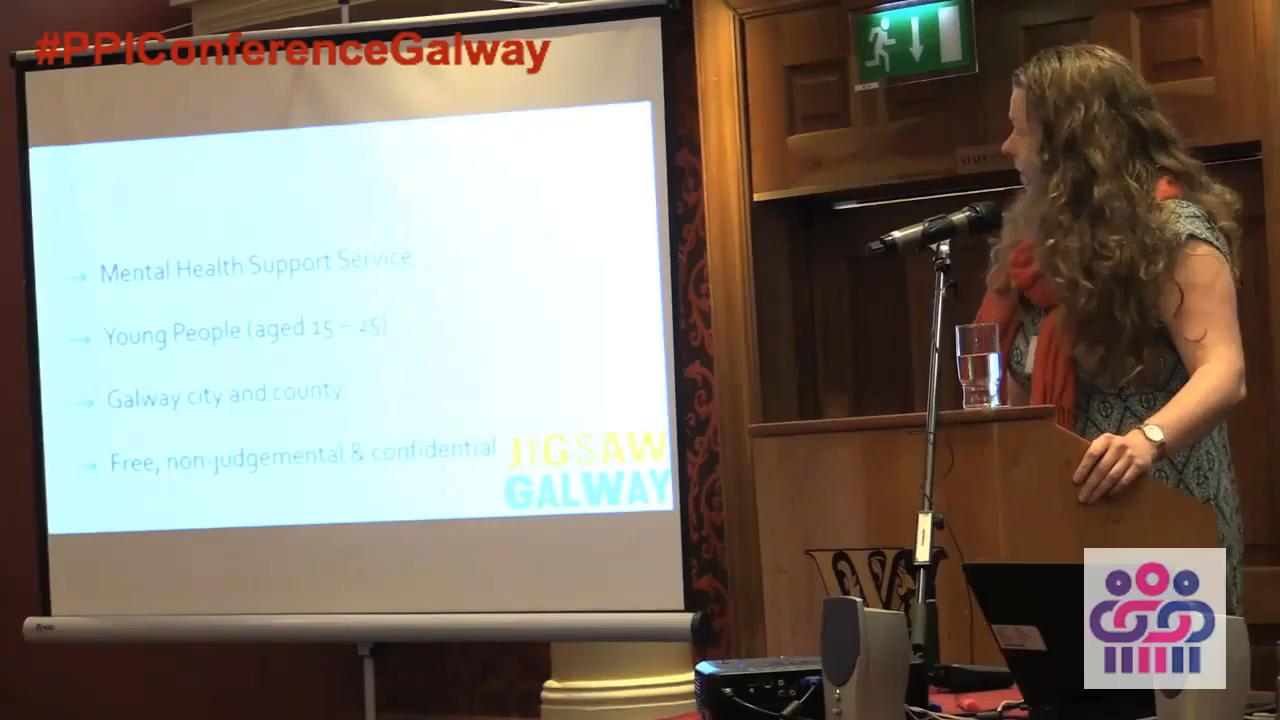 #PPIConferenceGalway
→ Mental Health Support Service
→ Young People (aged 15 – 25)
→ Galway city and county
→ Free, non-judgemental & confidential
JIGSAW
GALWAY
STAFF
W